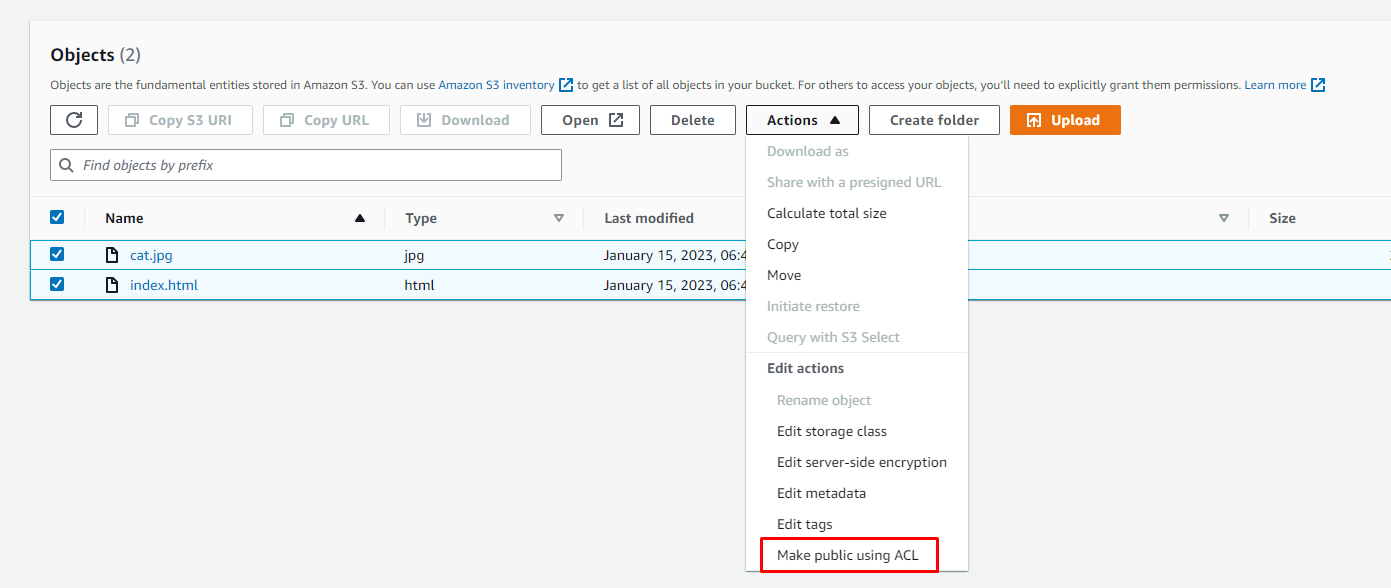 Objects (2)
Objects are the fundamental entities stored in Amazon S3. You can use Amazon S3 inventory to get a list of all objects in your bucket. For others to access your objects, you'll need to explicitly grant them permissions. Learn more
Copy S3 URI Copy URL Download Open Delete Actions Create folder Upload
Find objects by prefix
Name Type Last modified Size
cat.jpg jpg January 15, 2023, 06:4
index.html html January 15, 2023, 06:4
Download as
Share with a presigned URL
Calculate total size
Copy
Move
Initiate restore
Query with S3 Select
Edit actions
Rename object
Edit storage class
Edit server-side encryption
Edit metadata
Edit tags
Make public using ACL